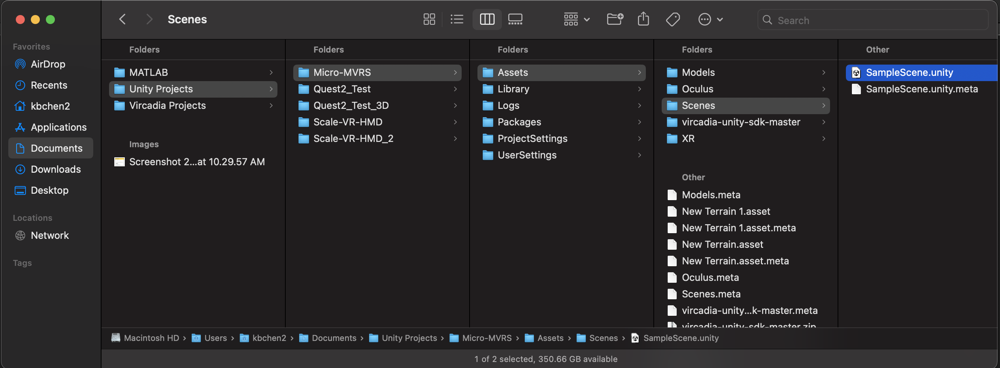 Scenes
Search
Favorites
AirDrop
Recents
kbchen2
Applications
Documents
Downloads
Desktop
Locations
Network
Tags
Folders
MATLAB
Unity Projects
Vircadia Projects
Images
Screenshot 2...at 10.29.57 AM
Folders
Micro-MVRS
Quest2_Test
Quest2_Test_3D
Scale-VR-HMD
Scale-VR-HMD_2
Folders
Assets
Library
Logs
Packages
ProjectSettings
UserSettings
Folders
Models
Oculus
Scenes
vircadia-unity-sdk-master
XR
Other
Models.meta
New Terrain 1.asset
New Terrain 1.asset.meta
New Terrain.asset
New Terrain.asset.meta
Oculus.meta
Scenes.meta
vircadia-unity...k-master.meta
vircadia-unity-sdk-master.zip
Other
SampleScene.unity
SampleScene.unity.meta
Macintosh HD › Users › kbchen2 › Documents › Unity Projects › Micro-MVRS › Assets › Scenes › SampleScene.unity
1 of 2 selected, 350.66 GB available